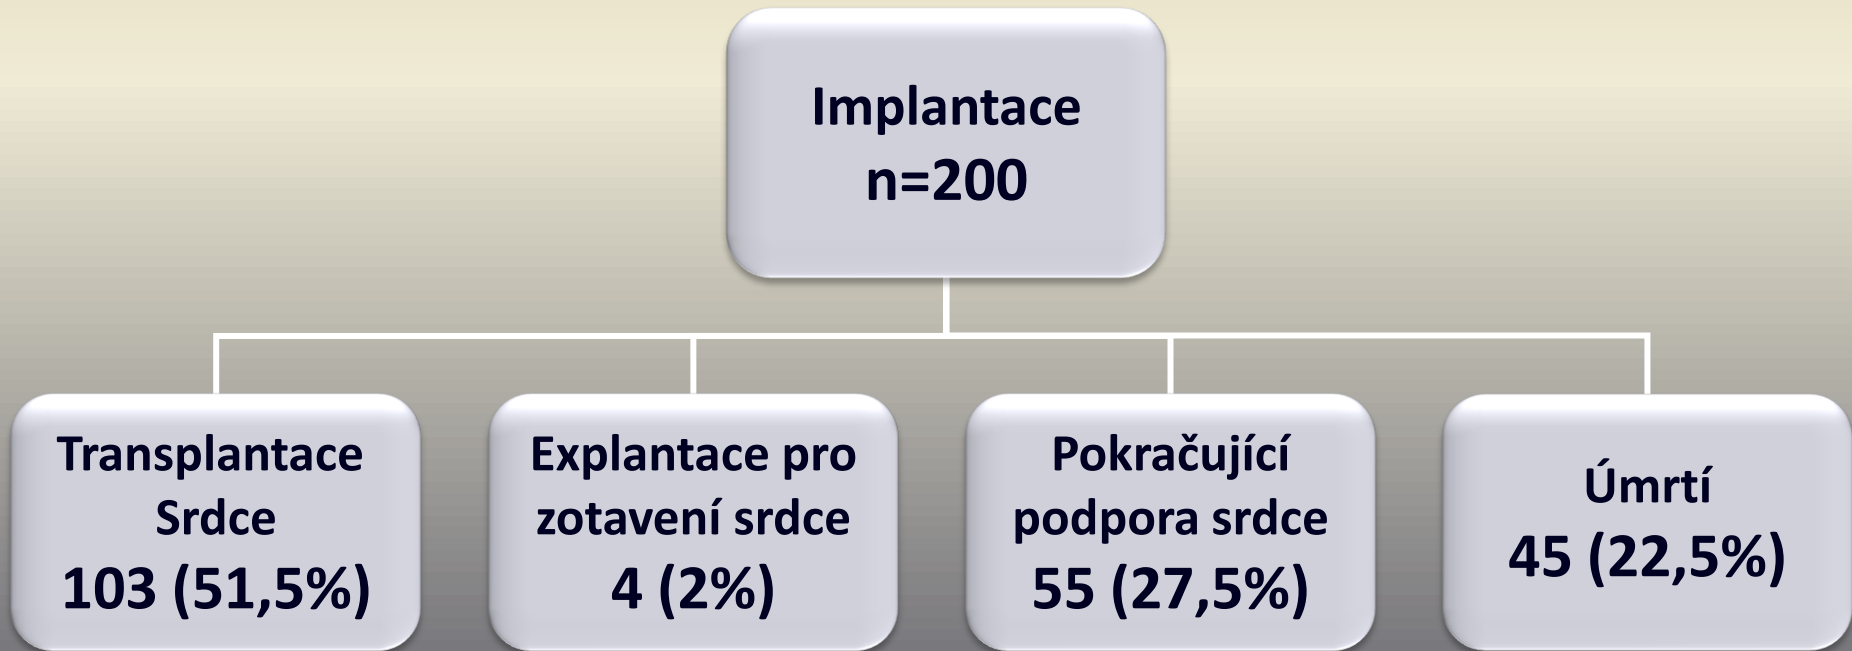 Implantace
n=200
Transplantace
Srdce
103 (51,5%)
Explantace pro
zotavení srdce
4 (2%)
Pokračující
podpora srdce
55 (27,5%)
Úmrtí
45 (22,5%)